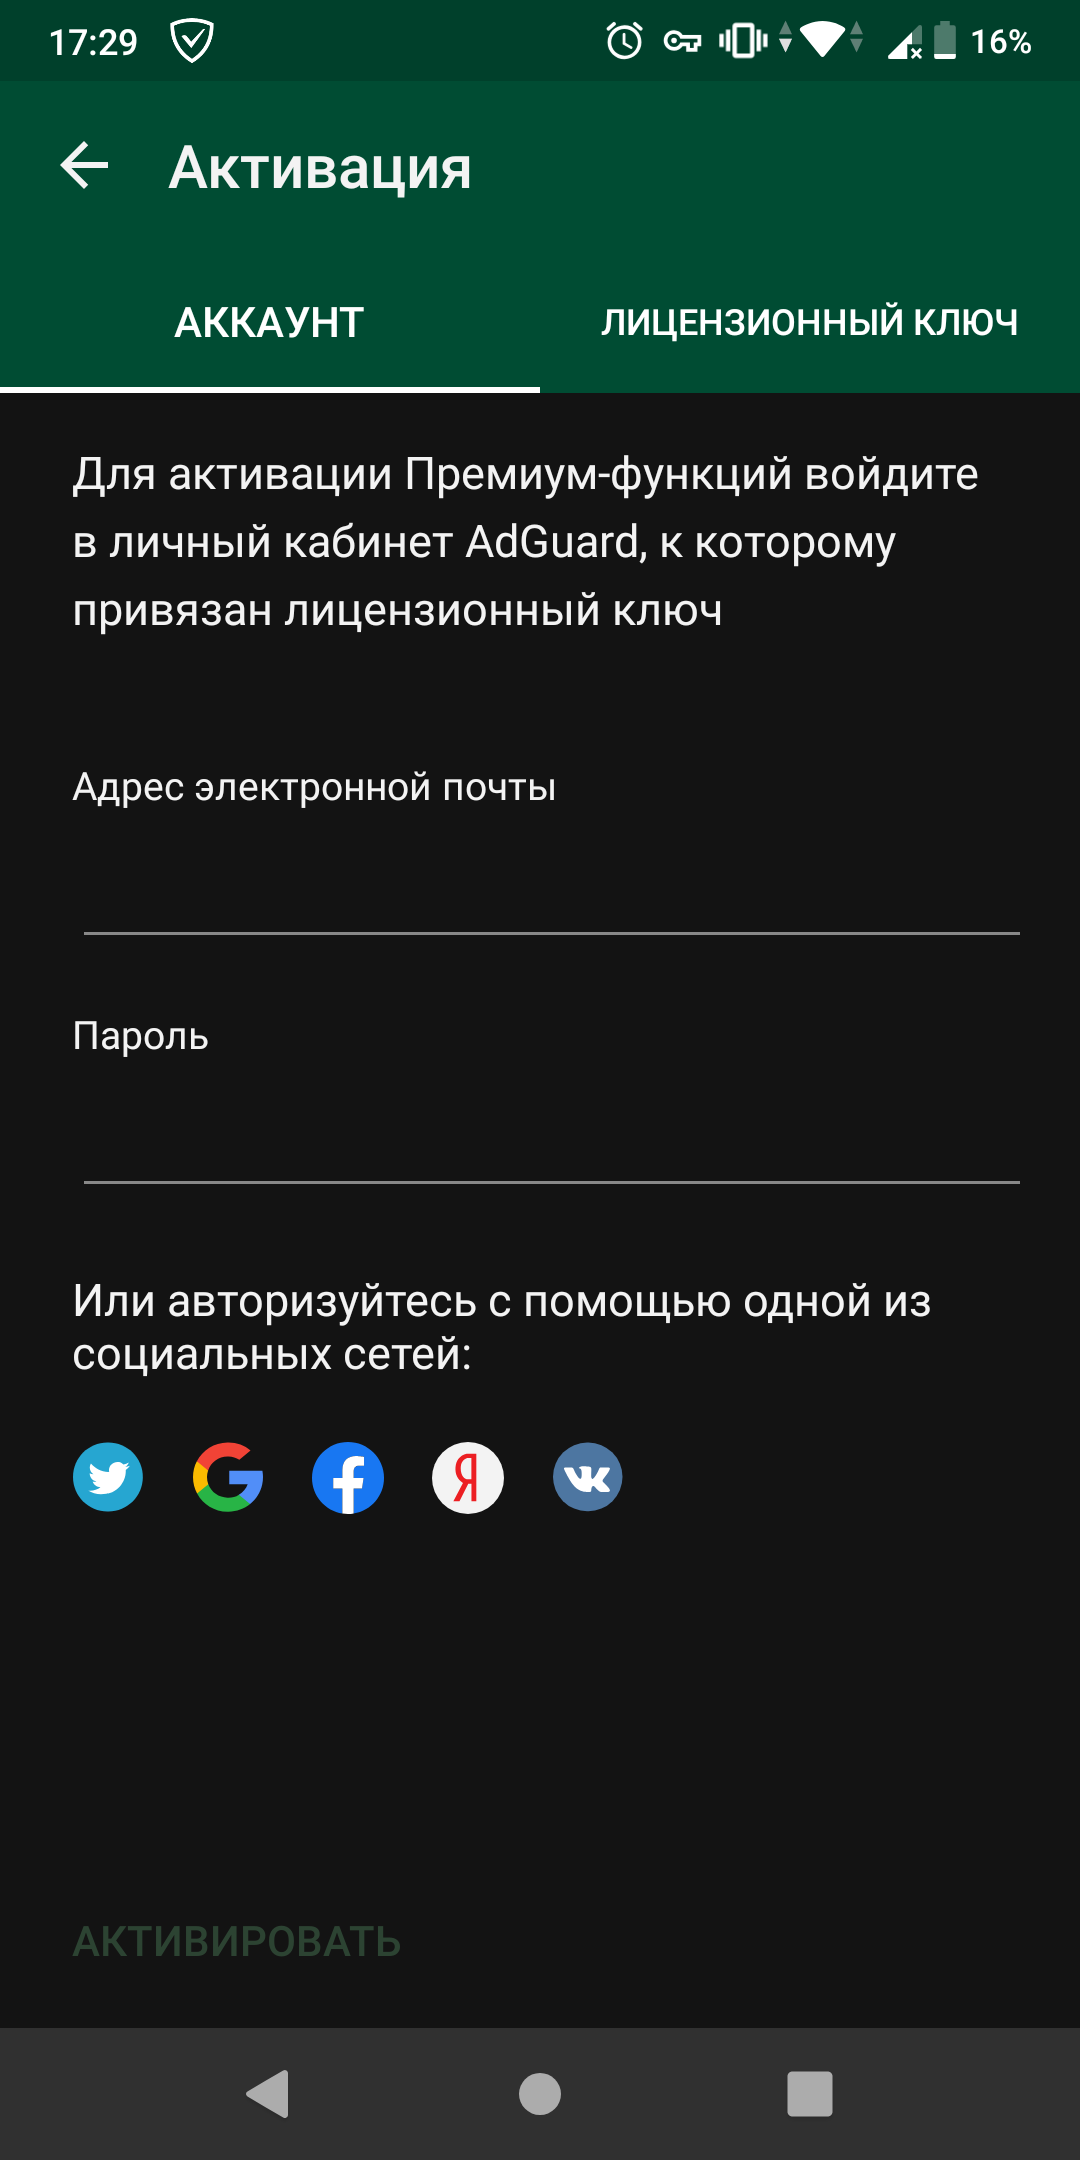 17:29
16%
Активация
АККАУНТ
ЛИЦЕНЗИОННЫЙ КЛЮЧ
Для активации Премиум-функций войдите
в личный кабинет AdGuard, к которому
привязан лицензионный ключ
Адрес электронной почты
Пароль
Или авторизуйтесь с помощью одной из
социальных сетей:
АКТИВИРОВАТЬ